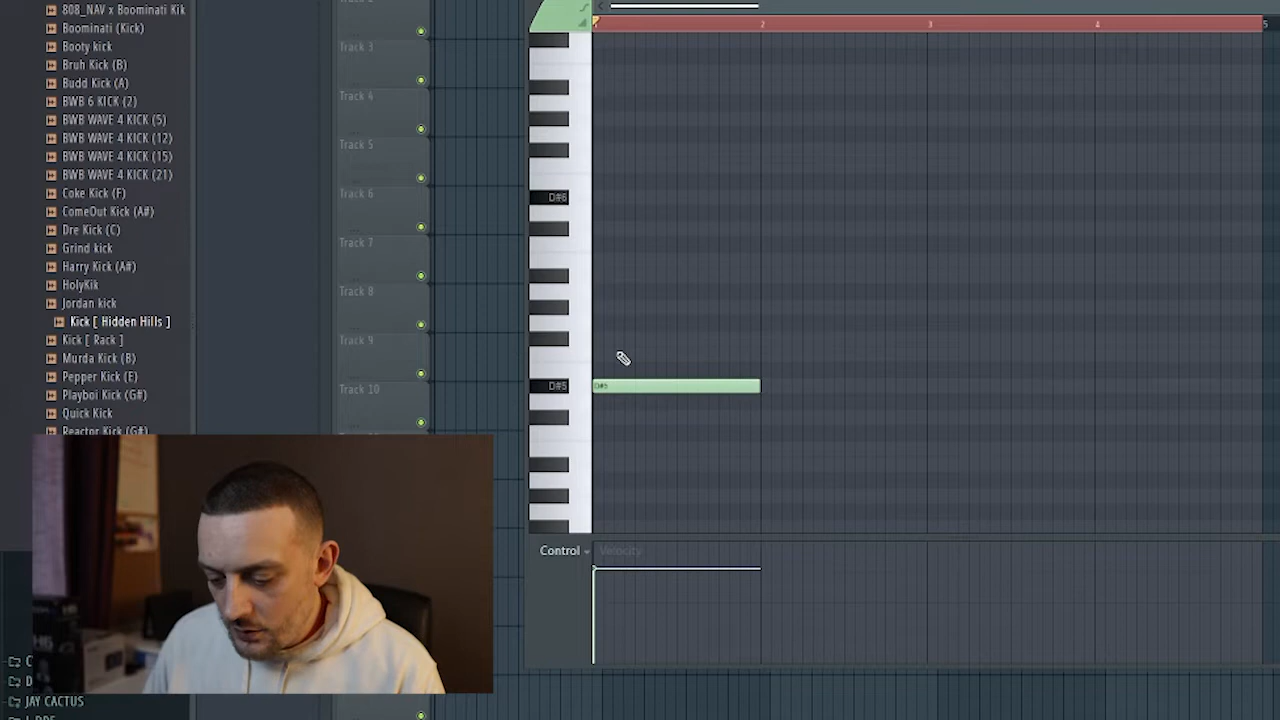 808_NAV x Boominati Kik
Boominati (Kick)
Booty kick
Bruh Kick (B)
Budd Kick (A)
BWB 6 KICK (2)
BWB WAVE 4 KICK (5)
BWB WAVE 4 KICK (12)
BWB WAVE 4 KICK (15)
BWB WAVE 4 KICK (21)
Coke Kick (F)
ComeOut Kick (A#)
Dre Kick (C)
Grind kick
Harry Kick (A#)
HolyKik
Jordan kick
Kick [ Hidden Hills ]
Kick [ Rack ]
Murda Kick (B)
Pepper Kick (E)
Playboi Kick (G#)
Quick Kick
Reactor Kick (G#)
C
D
JAY CACTUS
Track 3
Track 4
Track 5
Track 6
Track 7
Track 8
Track 9
Track 10
2
3
4
5
D#6
D#5
D#5
Control
Velocity